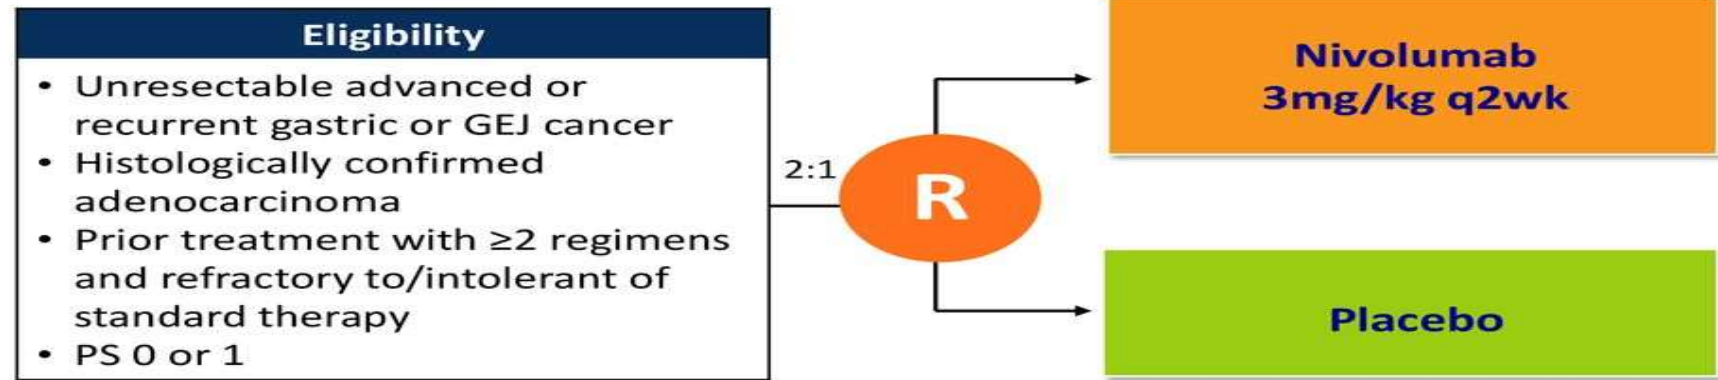 Eligibility
• Unresectable advanced or
recurrent gastric or GEJ cancer
• Histologically confirmed
adenocarcinoma
• Prior treatment with ≥2 regimens
and refractory to/intolerant of
standard therapy
• PS 0 or 1
2:1
R
Nivolumab
3mg/kg q2wk
Placebo